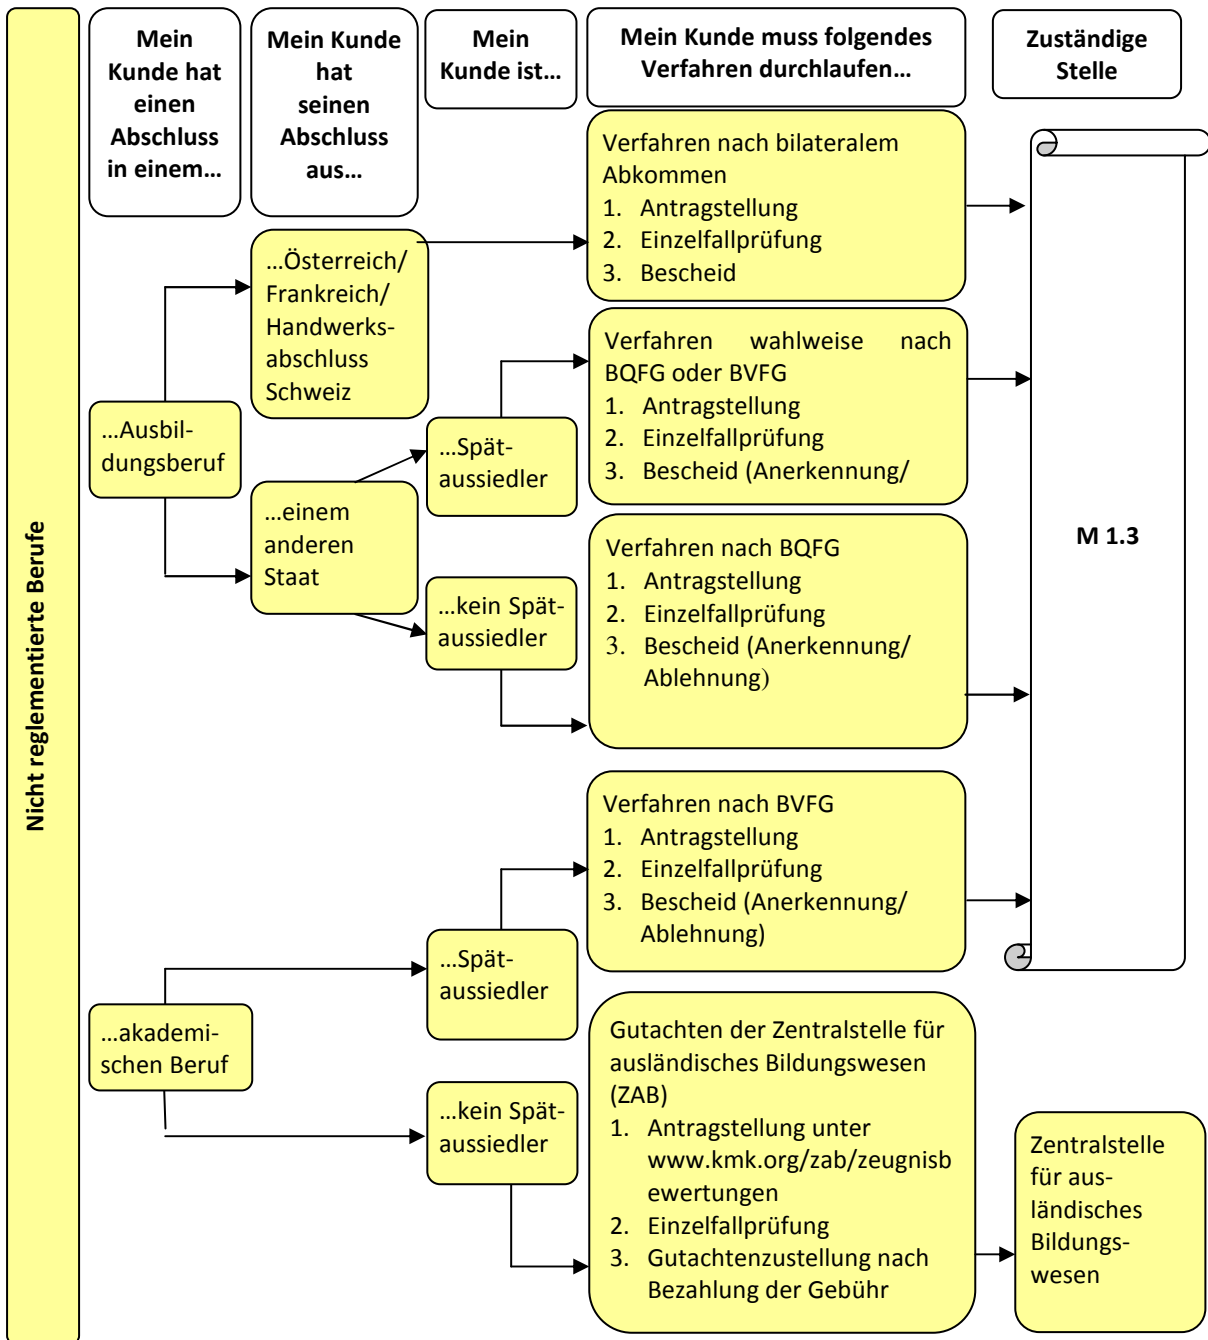 Nicht reglementierte Berufe
Mein
Kunde hat
einen
Abschluss
in einem…
Mein Kunde
hat
seinen
Abschluss
aus…
Mein
Kunde ist…
Mein Kunde muss folgendes
Verfahren durchlaufen…
Zuständige
Stelle
…Ausbil-
dungsberuf
…Österreich/
Frankreich/
Handwerks-
abschluss
Schweiz
Verfahren nach bilateralem
Abkommen
1. Antragstellung
2. Einzelfallprüfung
3. Bescheid
…einem
anderen
Staat
…Spät-
aussiedler
Verfahren wahlweise nach
BQFG oder BVFG
1. Antragstellung
2. Einzelfallprüfung
3. Bescheid (Anerkennung/
…kein Spät-
aussiedler
Verfahren nach BQFG
1. Antragstellung
2. Einzelfallprüfung
3. Bescheid (Anerkennung/
Ablehnung)
M 1.3
…akademi-
schen Beruf
…Spät-
aussiedler
Verfahren nach BVFG
1. Antragstellung
2. Einzelfallprüfung
3. Bescheid (Anerkennung/
Ablehnung)
…kein Spät-
aussiedler
Gutachten der Zentralstelle für
ausländisches Bildungswesen
(ZAB)
1. Antragstellung unter
www.kmk.org/zab/zeugnisb
ewertungen
2. Einzelfallprüfung
3. Gutachtenzustellung nach
Bezahlung der Gebühr
Zentralstelle
für aus-
ländisches
Bildungs-
wesen